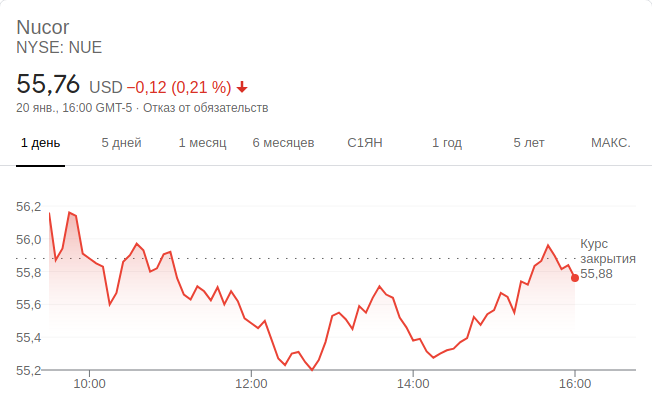 Nucor
NYSE: NUE
55,76 USD −0,12 (0,21 %)
20 янв., 16:00 GMT-5 · Отказ от обязательств
1 день 5 дней 1 месяц 6 месяцев С1ЯН 1 год 5 лет МАКС.
56,2
56,0
55,8
55,6
55,4
55,2
Курс
закрытия
55,88
10:00 12:00 14:00 16:00